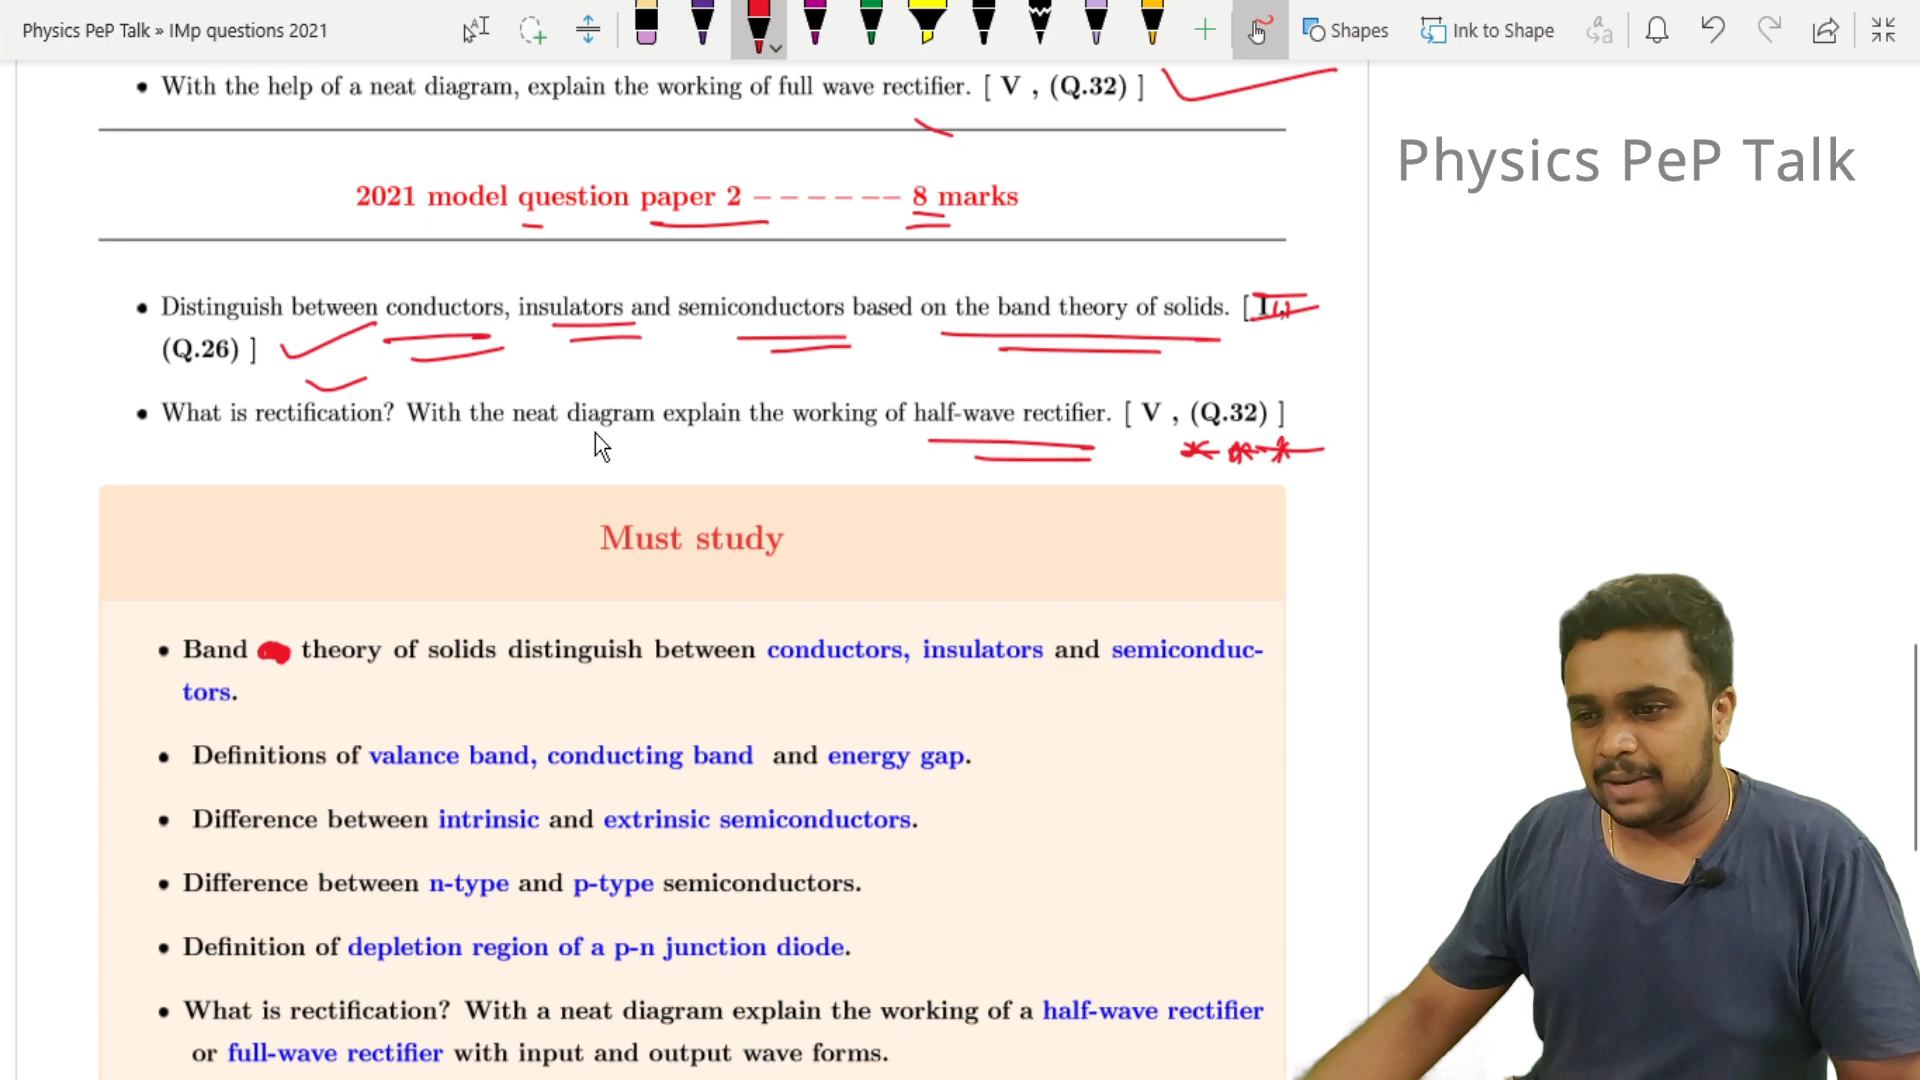 Physics PeP Talk » IMp questions 2021
Shapes
Ink to Shape
• With the help of a neat diagram, explain the working of full wave rectifier. [ V , (Q.32) ]
Physics PeP Talk
2021 model question paper 2 – – – – – – 8 marks
• Distinguish between conductors, insulators and semiconductors based on the band theory of solids. [
(Q.26) ]
• What is rectification? With the neat diagram explain the working of half-wave rectifier. [ V , (Q.32) ]
Must study
• Band theory of solids distinguish between conductors, insulators and semiconduc-
tors.
• Definitions of valance band, conducting band and energy gap.
• Difference between intrinsic and extrinsic semiconductors.
• Difference between n-type and p-type semiconductors.
• Definition of depletion region of a p-n junction diode.
• What is rectification? With a neat diagram explain the working of a half-wave rectifier
or full-wave rectifier with input and output wave forms.